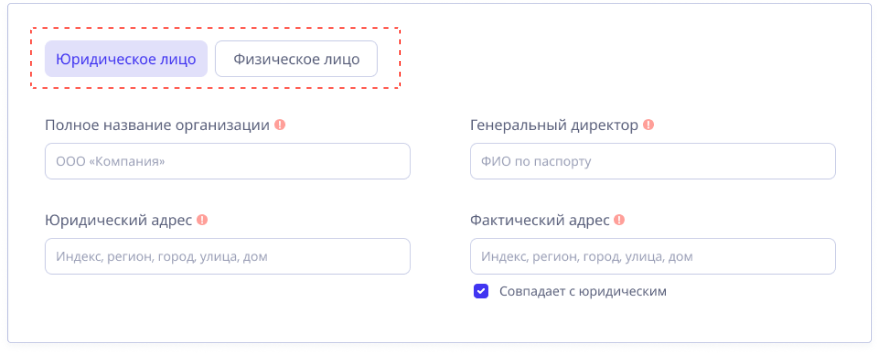 Юридическое лицо Физическое лицо
Полное название организации Генеральный директор
ООО «Компания» ФИО по паспорту
Юридический адрес Фактический адрес
Индекс, регион, город, улица, дом Индекс, регион, город, улица, дом
Совпадает с юридическим